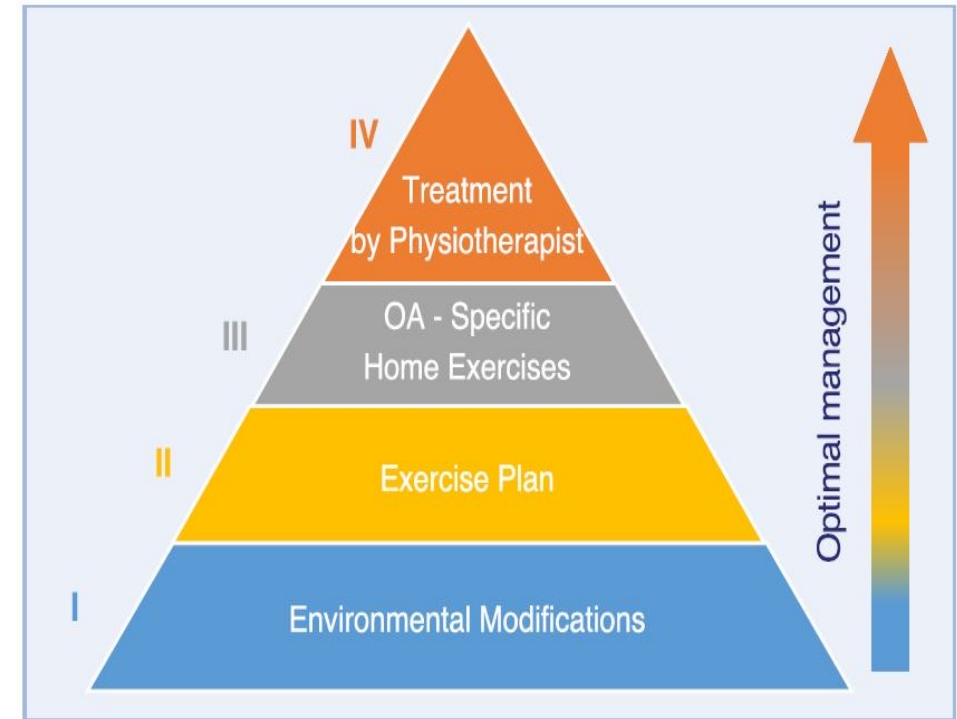 IV
Treatment
by Physiotherapist
III
OA - Specific
Home Exercises
II
Exercise Plan
I
Environmental Modifications
Optimal management